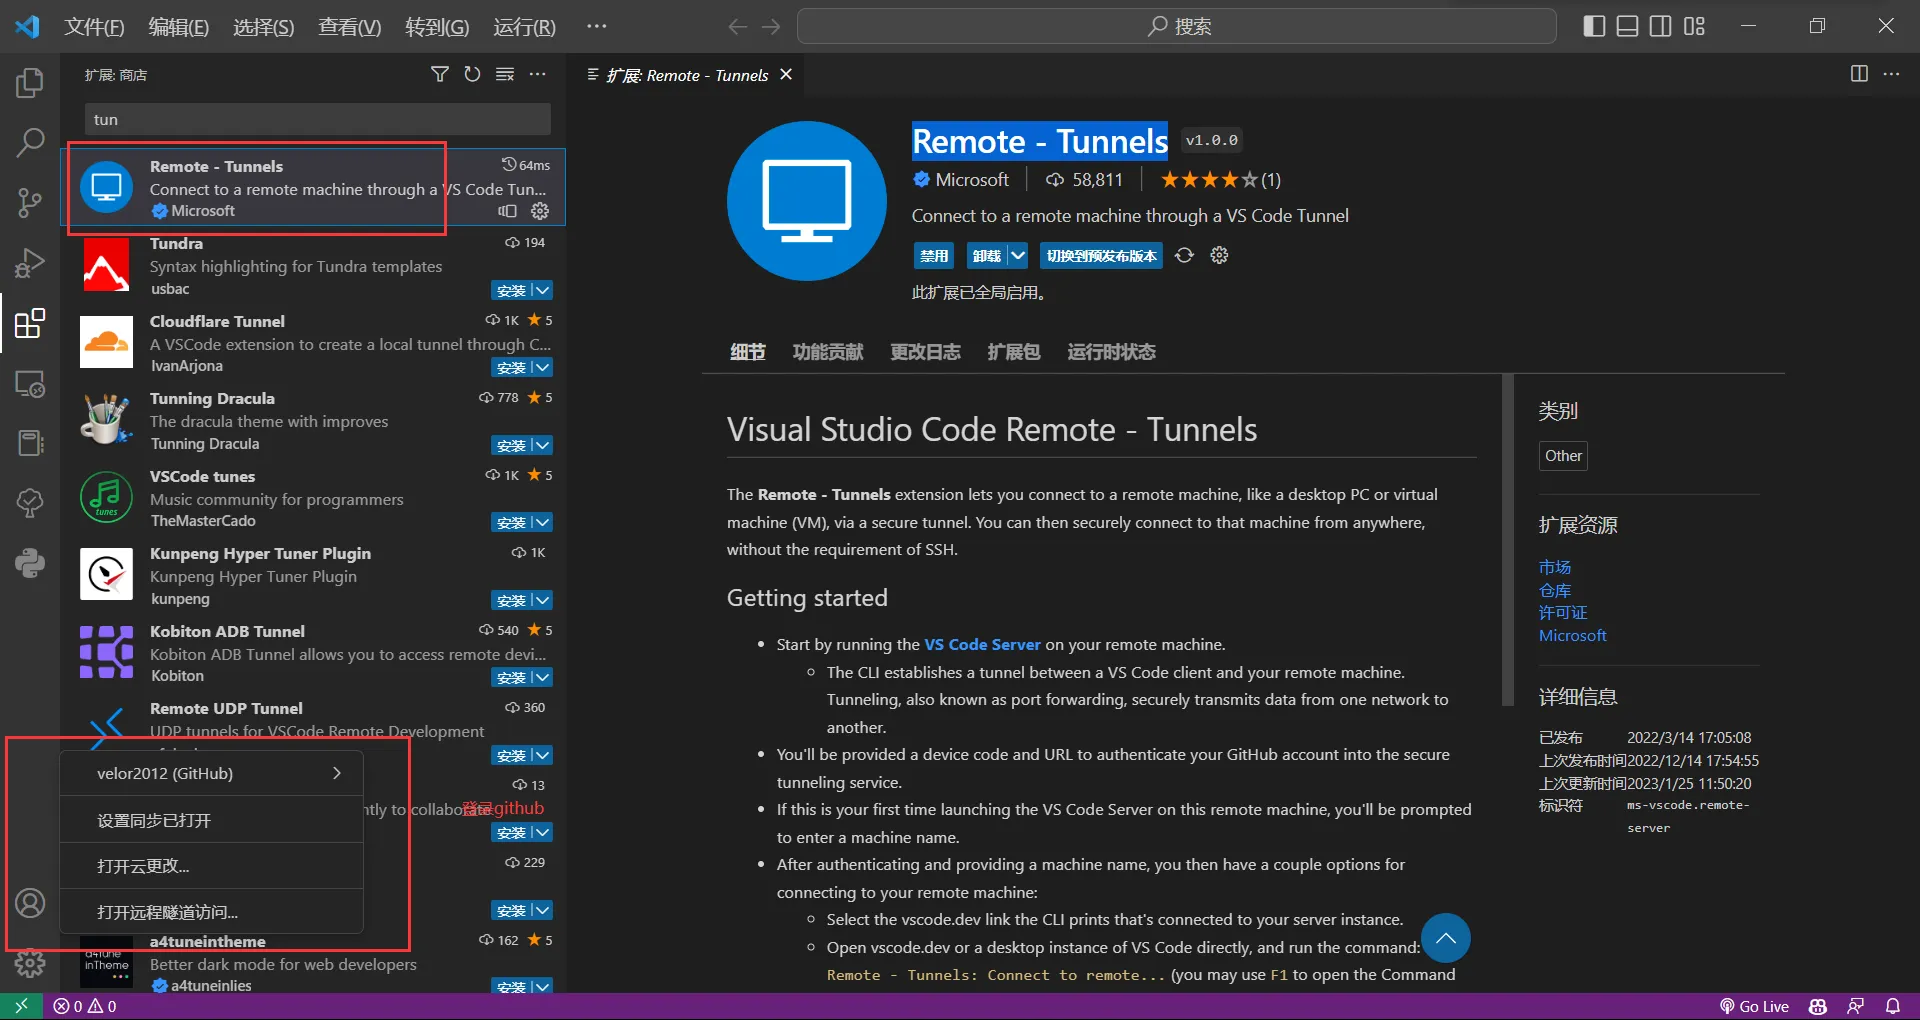 文件(F) 编辑(E) 选择(S) 查看(V) 转到(G) 运行(R) ···
搜索
扩展: 商店
tun
Remote - Tunnels 64ms
Connect to a remote machine through a VS Code Tun...
Microsoft
Tundra 194
Syntax highlighting for Tundra templates
usbac 安装
Cloudflare Tunnel 1K 5
A VSCode extension to create a local tunnel through C...
IvanArjona 安装
Tunning Dracula 778 5
The dracula theme with improves
Tunning Dracula 安装
VSCode tunes 1K 5
Music community for programmers
TheMasterCado 安装
tunes
Kunpeng Hyper Tuner Plugin 1K
Kunpeng Hyper Tuner Plugin
kunpeng 安装
Kobiton ADB Tunnel 540 5
Kobiton ADB Tunnel allows you to access remote devi...
Kobiton 安装
Remote UDP Tunnel 360
UDP tunnels for VSCode Remote Development
安装
velor2012 (GitHub)
设置同步已打开
打开云更改...
打开远程隧道访问...
13
ntly to collaborate
登录github
安装
229
安装
a4tuneintheme 162 5
Better dark mode for web developers
a4tuneinlies 安装
a4tune
inTheme
扩展: Remote - Tunnels
Remote - Tunnels v1.0.0
Microsoft 58,811 (1)
Connect to a remote machine through a VS Code Tunnel
禁用 卸载 切换到预发布版本
此扩展已全局启用。
细节 功能贡献 更改日志 扩展包 运行时状态
Visual Studio Code Remote - Tunnels
The Remote - Tunnels extension lets you connect to a remote machine, like a desktop PC or virtual
machine (VM), via a secure tunnel. You can then securely connect to that machine from anywhere,
without the requirement of SSH.
Getting started
• Start by running the VS Code Server on your remote machine.
The CLI establishes a tunnel between a VS Code client and your remote machine.
Tunneling, also known as port forwarding, securely transmits data from one network to
another.
• You'll be provided a device code and URL to authenticate your GitHub account into the secure
tunneling service.
• If this is your first time launching the VS Code Server on this remote machine, you'll be prompted
to enter a machine name.
• After authenticating and providing a machine name, you then have a couple options for
connecting to your remote machine:
Select the vscode.dev link the CLI prints that's connected to your server instance.
Open vscode.dev or a desktop instance of VS Code directly, and run the command:
Remote - Tunnels: Connect to remote... (you may use F1 to open the Command
类别
Other
扩展资源
市场
仓库
许可证
Microsoft
详细信息
已发布 2022/3/14 17:05:08
上次发布时间 2022/12/14 17:54:55
上次更新时间 2023/1/25 11:50:20
标识符 ms-vscode.remote-
server
0 0
Go Live